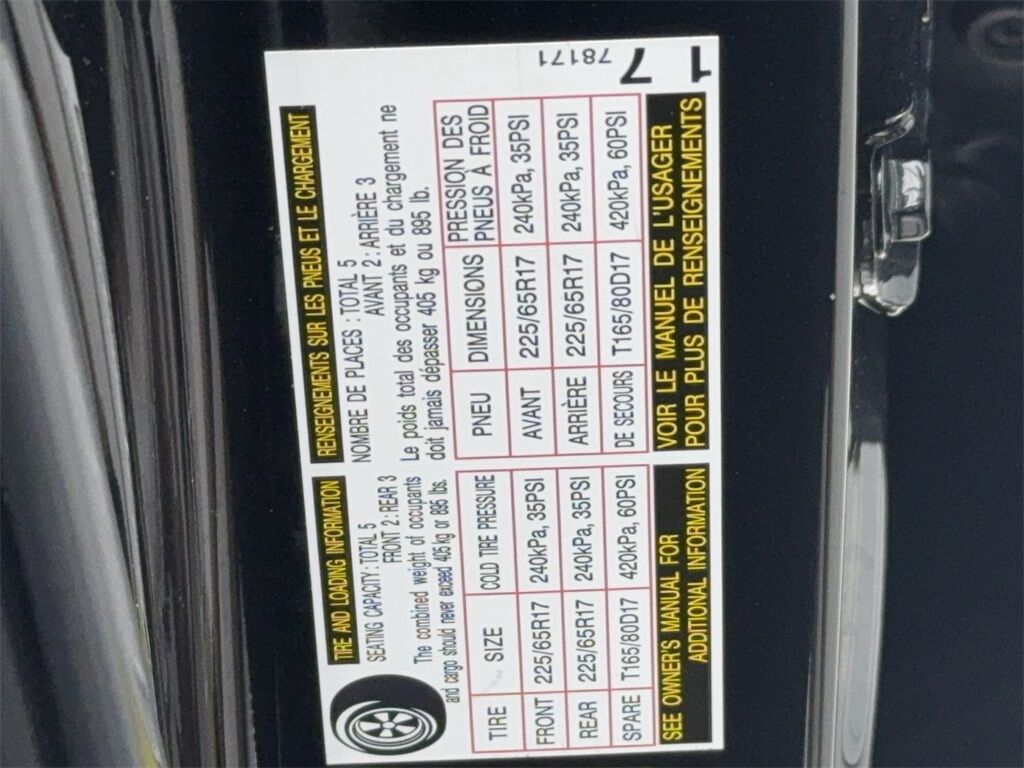 TIRE AND LOADING INFORMATION
SEATING CAPACITY : TOTAL 5
FRONT 2 : REAR 3
The combined weight of occupants
and cargo should never exceed 405 kg or 895 lbs.
TIRE SIZE COLD TIRE PRESSURE
FRONT 225/65R17 240kPa, 35PSI
REAR 225/65R17 240kPa, 35PSI
SPARE T165/80D17 420kPa, 60PSI
SEE OWNER'S MANUAL FOR
ADDITIONAL INFORMATION
RENSEIGNEMENTS SUR LES PNEUS ET LE CHARGEMENT
NOMBRE DE PLACES : TOTAL 5
AVANT 2 : ARRIÈRE 3
Le poids total des occupants et du chargement ne
doit jamais dépasser 405 kg ou 895 lb.
PNEU DIMENSIONS PRESSION DES
PNEUS À FROID
AVANT 225/65R17 240kPa, 35PSI
ARRIÈRE 225/65R17 240kPa, 35PSI
DE SECOURS T165/80D17 420kPa, 60PSI
VOIR LE MANUEL DE L'USAGER
POUR PLUS DE RENSEIGNEMENTS
1 7
78171